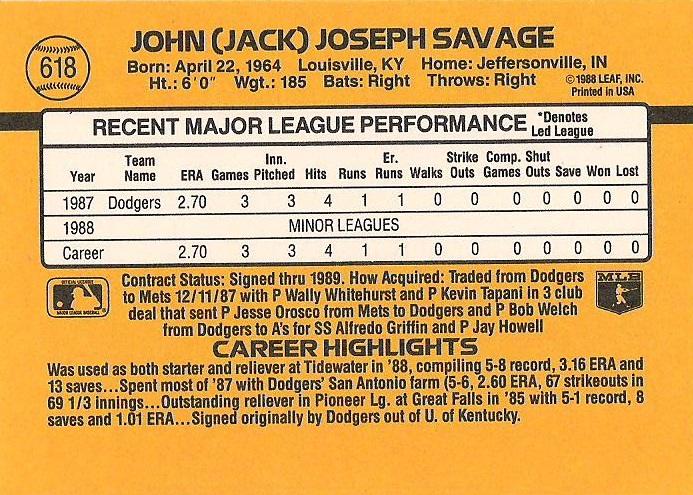 618
JOHN (JACK) JOSEPH SAVAGE
Born: April 22, 1964 Louisville, KY Home: Jeffersonville, IN
Ht.: 6'0" Wgt.: 185 Bats: Right Throws: Right
©1988 LEAF, INC.
Printed in USA
RECENT MAJOR LEAGUE PERFORMANCE *Denotes Led League
Year Team Name ERA Games Inn. Pitched Hits Runs Er. Runs Walks Strike Outs Comp. Games Shut Outs Save Won Lost
1987 Dodgers 2.70 3 3 4 1 1 0 0 0 0 0 0 0
1988 MINOR LEAGUES
Career 2.70 3 3 4 1 1 0 0 0 0 0 0 0
OFFICIAL LICENSEE
MAJOR LEAGUE BASEBALL
MLB
Contract Status: Signed thru 1989. How Acquired: Traded from Dodgers
to Mets 12/11/87 with P Wally Whitehurst and P Kevin Tapani in 3 club
deal that sent P Jesse Orosco from Mets to Dodgers and P Bob Welch
from Dodgers to A's for SS Alfredo Griffin and P Jay Howell
CAREER HIGHLIGHTS
Was used as both starter and reliever at Tidewater in '88, compiling 5-8 record, 3.16 ERA and
13 saves...Spent most of '87 with Dodgers' San Antonio farm (5-6, 2.60 ERA, 67 strikeouts in
69 1/3 innings...Outstanding reliever in Pioneer Lg. at Great Falls in '85 with 5-1 record, 8
saves and 1.01 ERA...Signed originally by Dodgers out of U. of Kentucky.